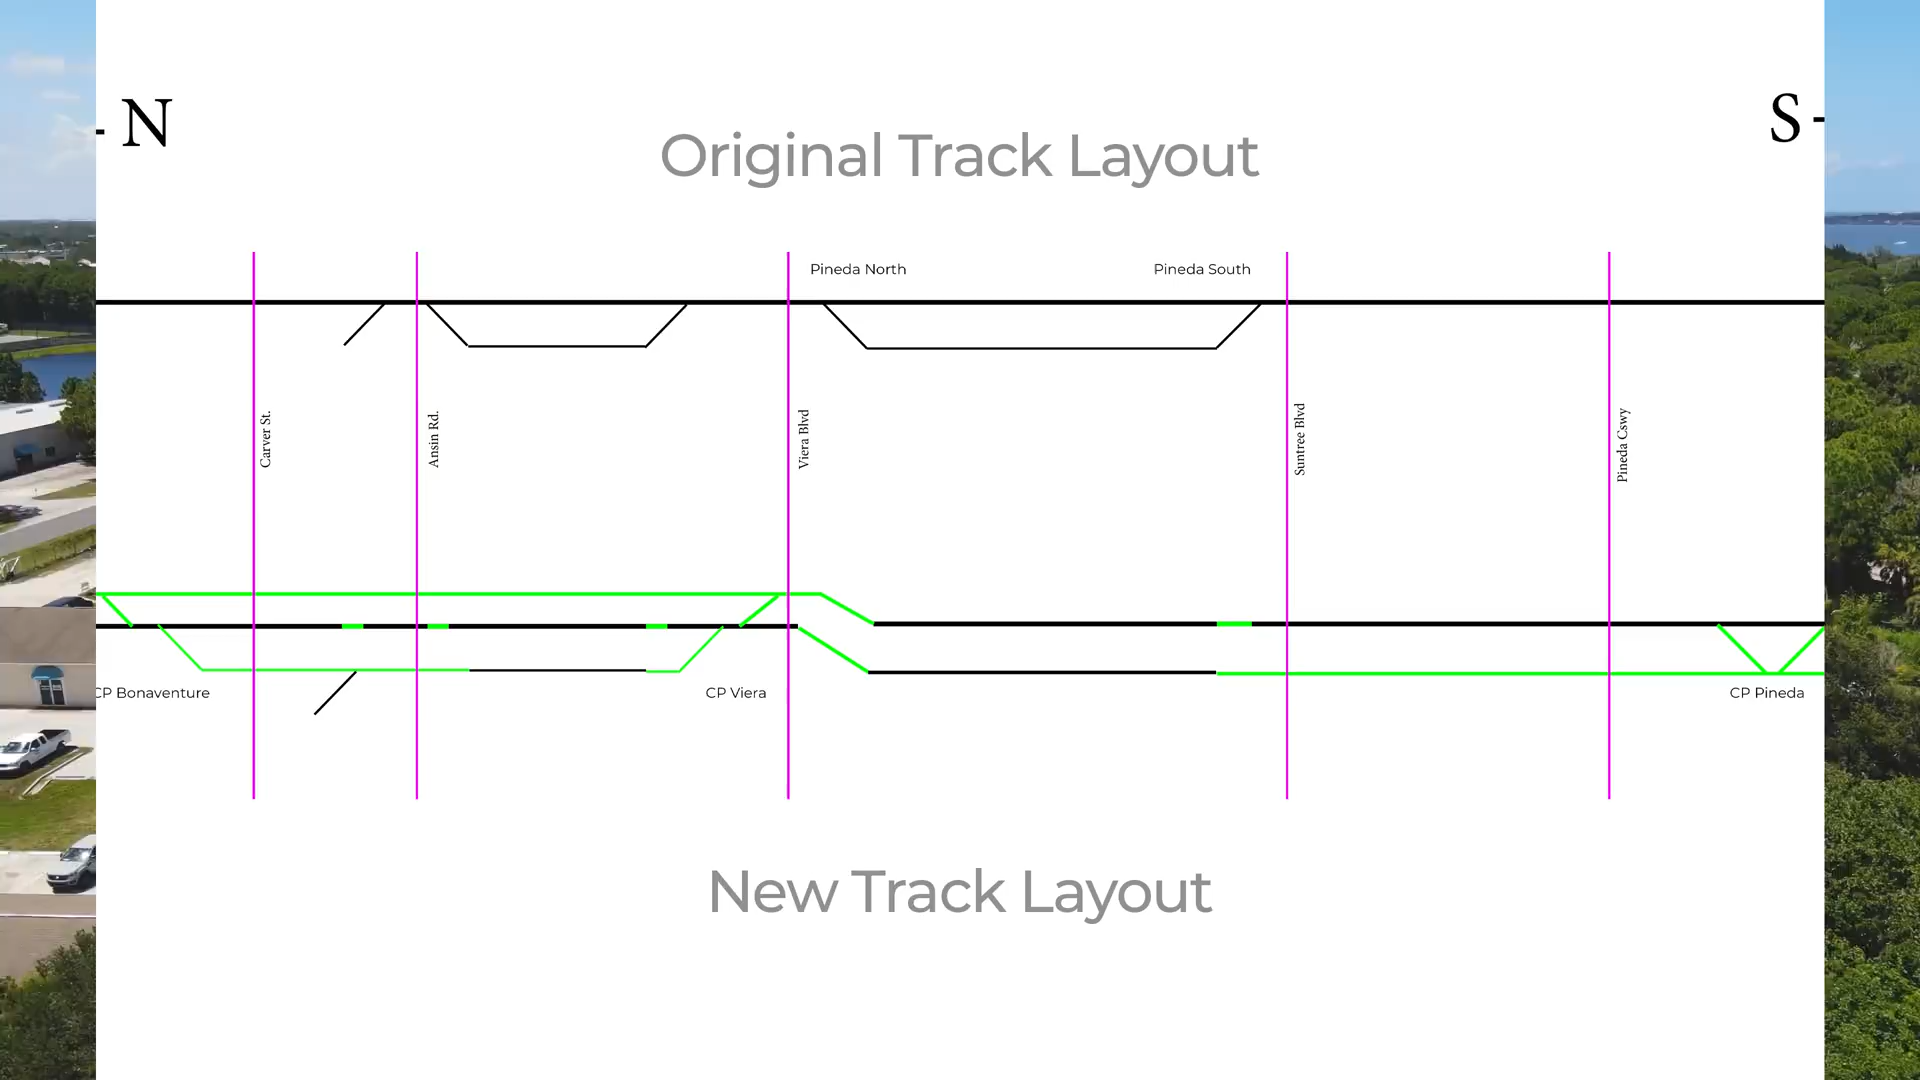 - N
S -
Original Track Layout
Pineda North
Pineda South
Carver St.
Ansin Rd.
Viera Blvd
Suntree Blvd
Pineda Cswy
CP Bonaventure
CP Viera
CP Pineda
New Track Layout